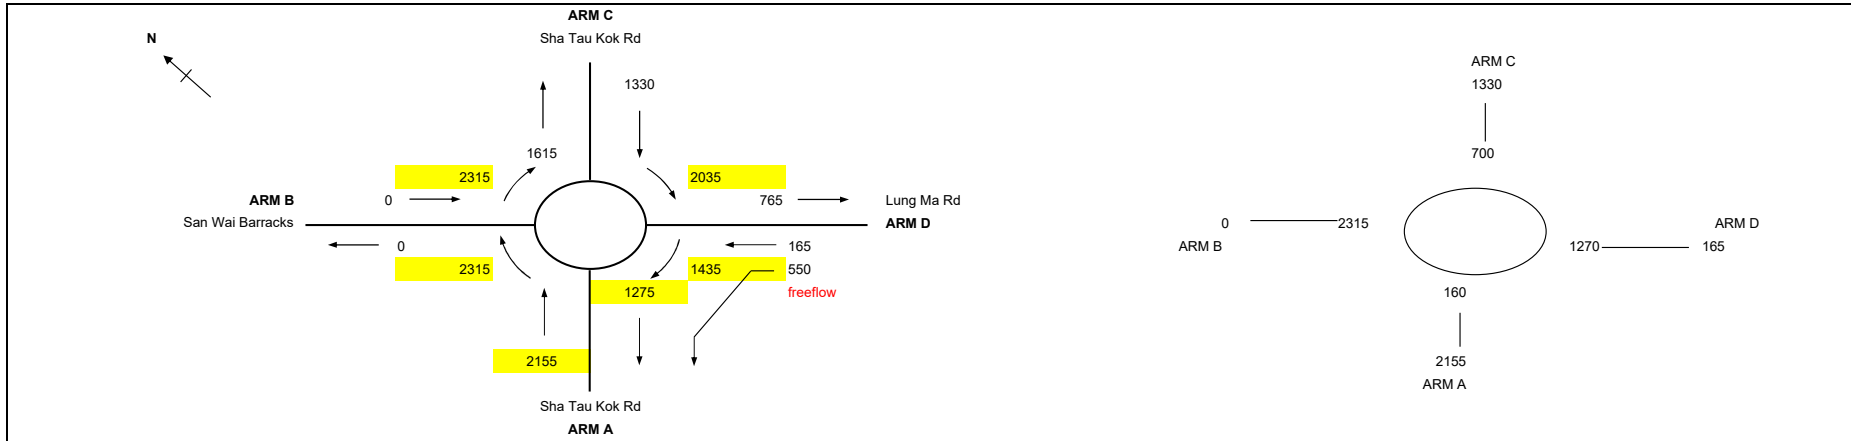 ARM C
Sha Tau Kok Rd
N
1330
1615
2315
2035
ARM B
0
765
Lung Ma Rd
San Wai Barracks
ARM D
0
165
2315
1435
550
1275
freeflow
2155
Sha Tau Kok Rd
ARM A
ARM C
1330
700
0
2315
ARM D
ARM B
1270
165
160
2155
ARM A